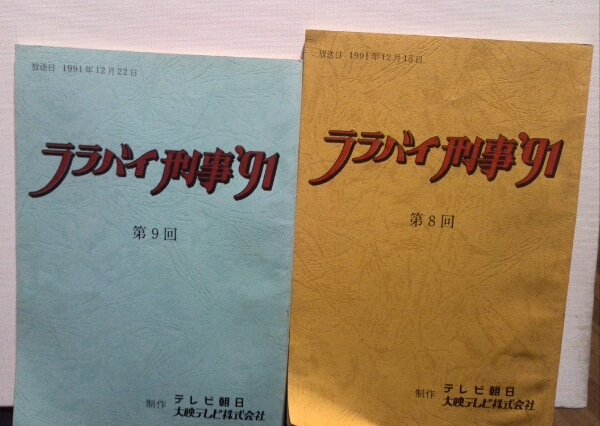 放送日 1991年12月22日
ララバイ刑事'91
第9回
制作 テレビ朝日
大映テレビ株式会社
放送日 1991年12月15日
ララバイ刑事'91
第8回
制作 テレビ朝日
大映テレビ株式会社